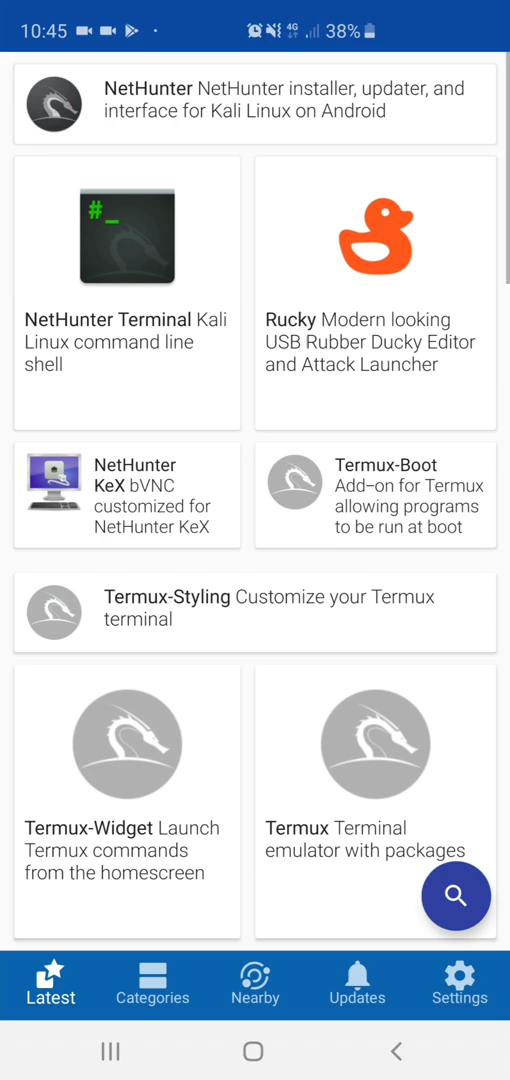 10:45
4G
38%
NetHunter NetHunter installer, updater, and
interface for Kali Linux on Android
#_
NetHunter Terminal Kali
Linux command line
shell
Rucky Modern looking
USB Rubber Ducky Editor
and Attack Launcher
NetHunter
KeX bVNC
customized for
NetHunter KeX
Termux-Boot
Add-on for Termux
allowing programs
to be run at boot
Termux-Styling Customize your Termux
terminal
Termux-Widget Launch
Termux commands
from the homescreen
Termux Terminal
emulator with packages
Latest
Categories
Nearby
Updates
Settings